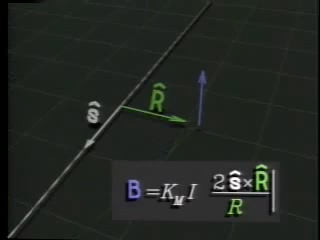 R̂
ŝ
B = K_M I 2ŝ×R̂ / R